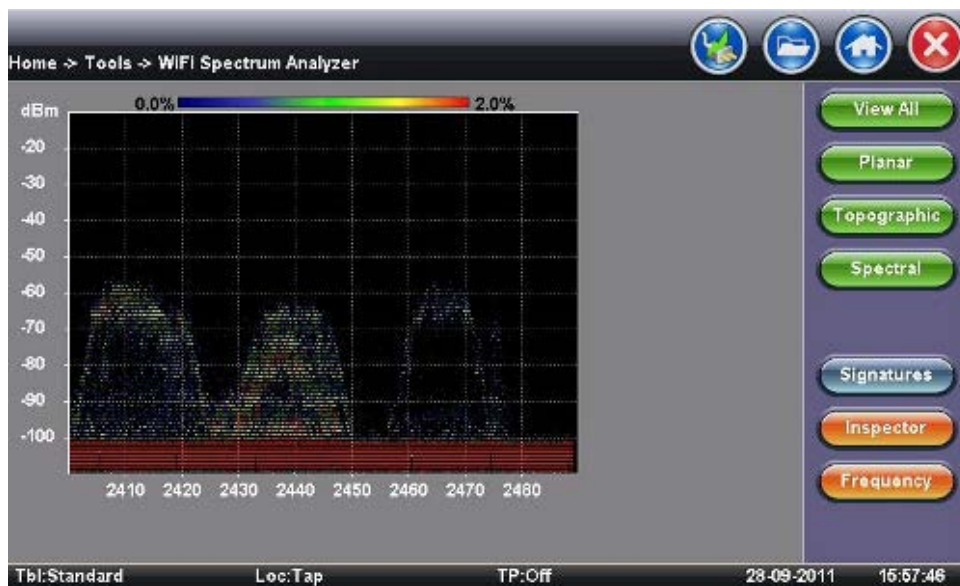 Home -> Tools -> WiFi Spectrum Analyzer
dBm
0.0%
2.0%
-20
-30
-40
-50
-60
-70
-80
-90
-100
2410 2420 2430 2440 2450 2460 2470 2480
View All
Planar
Topographic
Spectral
Signatures
Inspector
Frequency
Tbl:Standard Loc:Tap TP:Off 28-09-2011 15:57:46